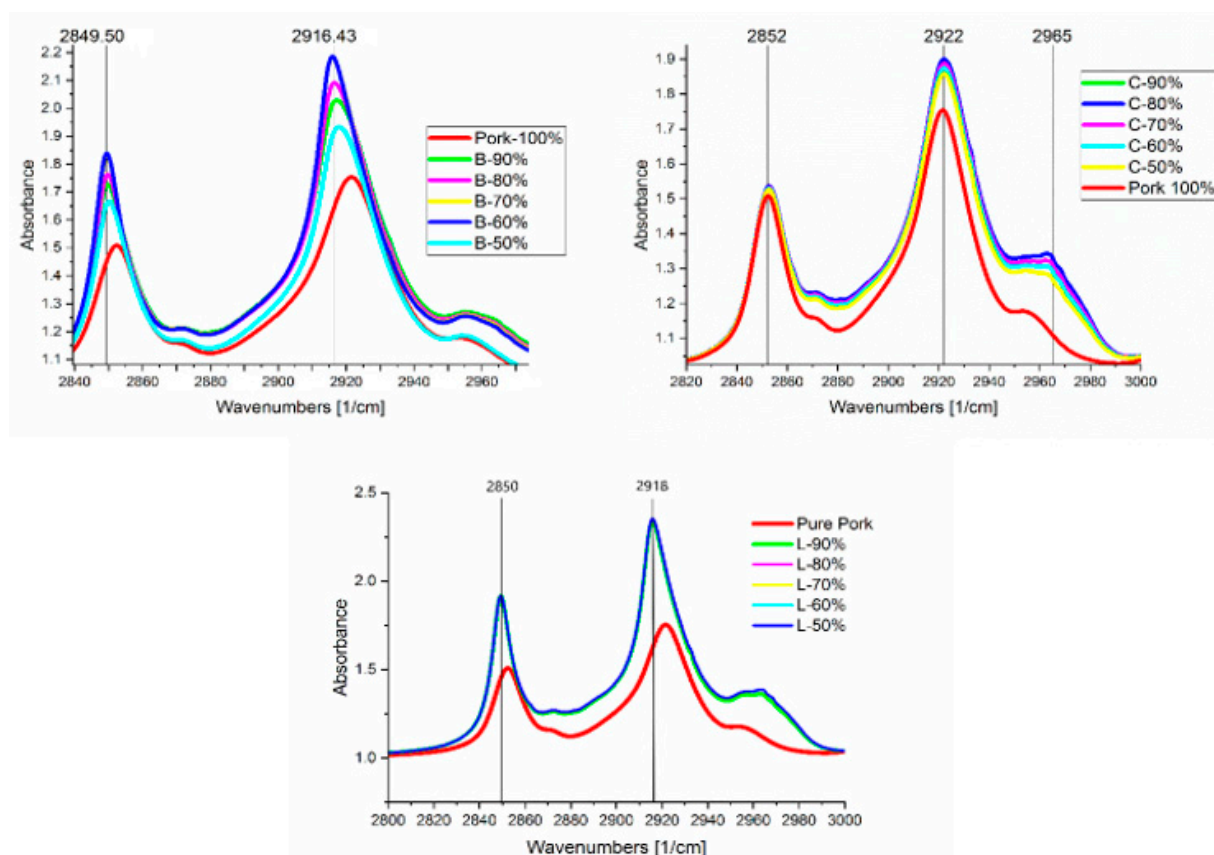 2849.50 2916.43
2.2
2.1
2.0
1.9
1.8
1.7
1.6
1.5
1.4
1.3
1.2
1.1
Absorbance
Pork-100%
B-90%
B-80%
B-70%
B-60%
B-50%
2840 2860 2880 2900 2920 2940 2960
Wavenumbers [1/cm]
2852 2922 2965
1.9
1.8
1.7
1.6
1.5
1.4
1.3
1.2
1.1
Absorbance
C-90%
C-80%
C-70%
C-60%
C-50%
Pork 100%
2820 2840 2860 2880 2900 2920 2940 2960 2980 3000
Wavenumbers [1/cm]
2850 2918
2.5
2.0
1.5
1.0
Absorbance
Pure Pork
L-90%
L-80%
L-70%
L-60%
L-50%
2800 2820 2840 2860 2880 2900 2920 2940 2960 2980 3000
Wavenumbers [1/cm]